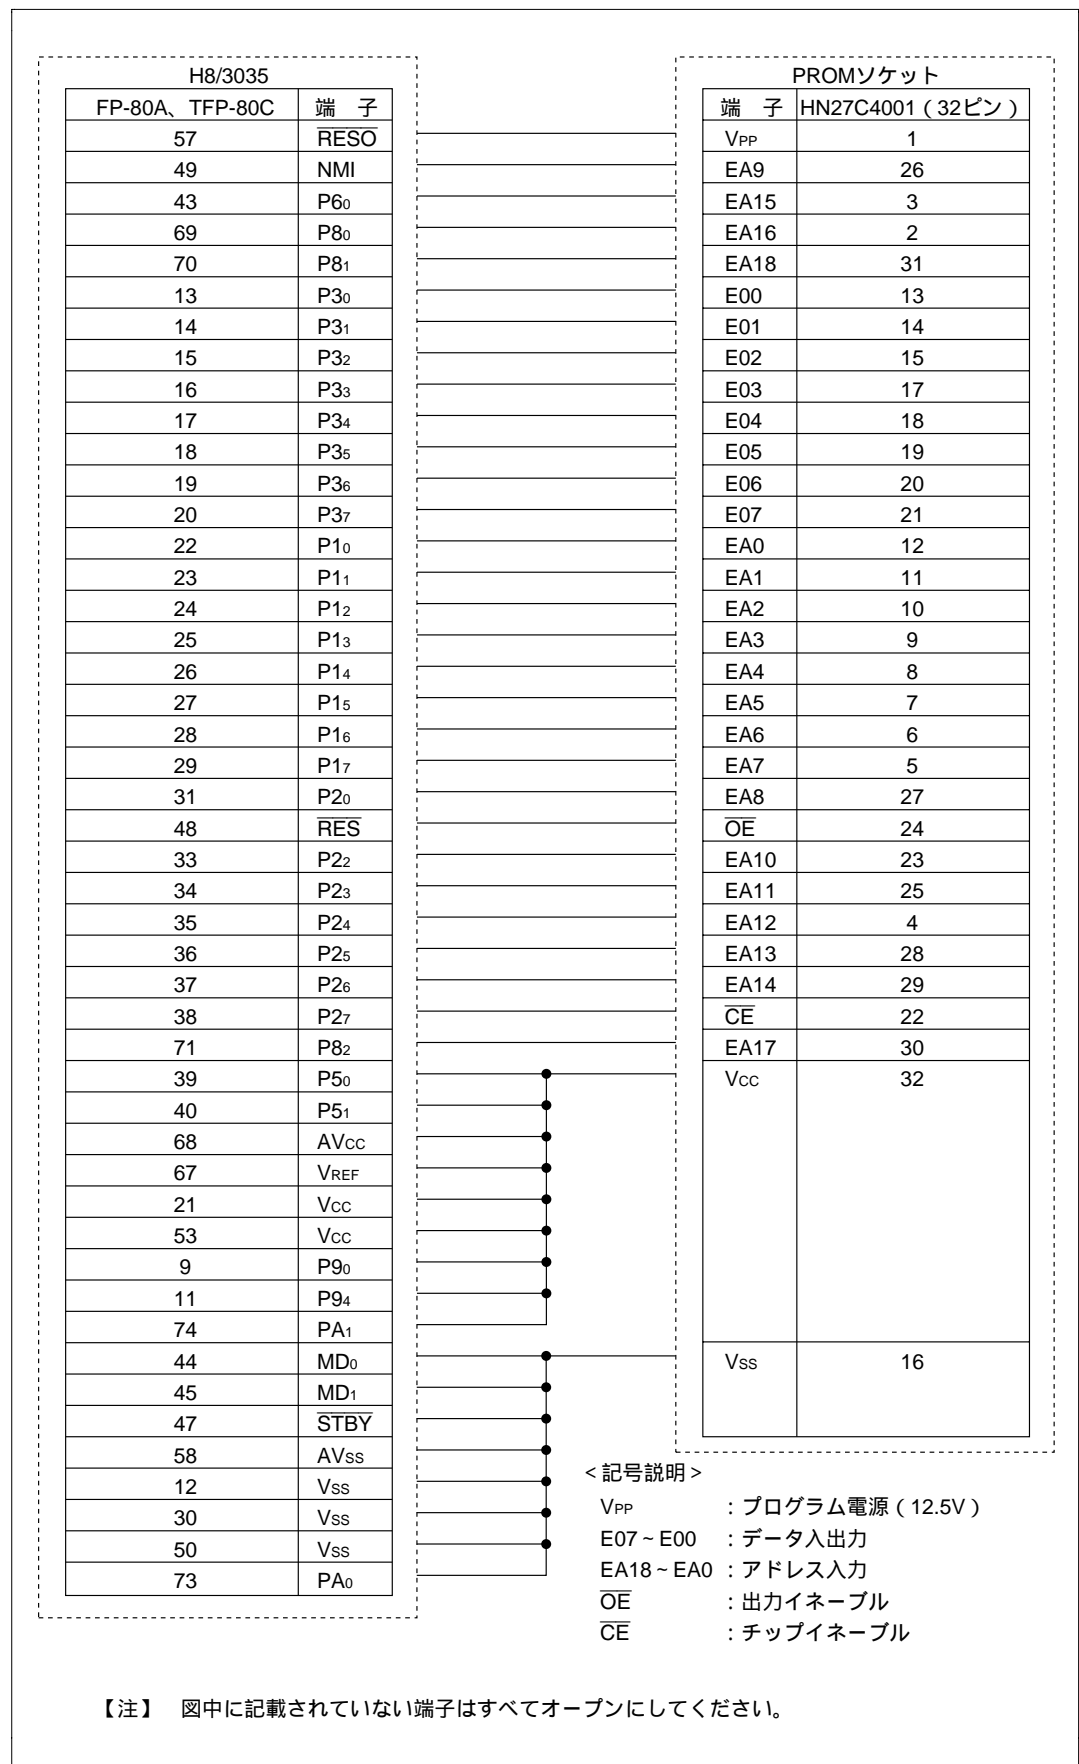 H8/3035 PROMソケット
FP-80A、TFP-80C 端　子 端　子 HN27C4001（32ピン）
57 RESO VPP 1
49 NMI EA9 26
43 P60 EA15 3
69 P80 EA16 2
70 P81 EA18 31
13 P30 E00 13
14 P31 E01 14
15 P32 E02 15
16 P33 E03 17
17 P34 E04 18
18 P35 E05 19
19 P36 E06 20
20 P37 E07 21
22 P10 EA0 12
23 P11 EA1 11
24 P12 EA2 10
25 P13 EA3 9
26 P14 EA4 8
27 P15 EA5 7
28 P16 EA6 6
29 P17 EA7 5
31 P20 EA8 27
48 RES OE 24
33 P22 EA10 23
34 P23 EA11 25
35 P24 EA12 4
36 P25 EA13 28
37 P26 EA14 29
38 P27 CE 22
71 P82 EA17 30
39 P50 VCC 32
40 P51
68 AVCC
67 VREF
21 VCC
53 VCC
9 P90
11 P94
74 PA1
44 MD0 VSS 16
45 MD1
47 STBY
58 AVSS
12 VSS
30 VSS
50 VSS
73 PA0
＜記号説明＞
VPP ：プログラム電源（12.5V）
E07～E00 ：データ入出力
EA18～EA0 ：アドレス入力
OE ：出力イネーブル
CE ：チップイネーブル
【注】　図中に記載されていない端子はすべてオープンにしてください。